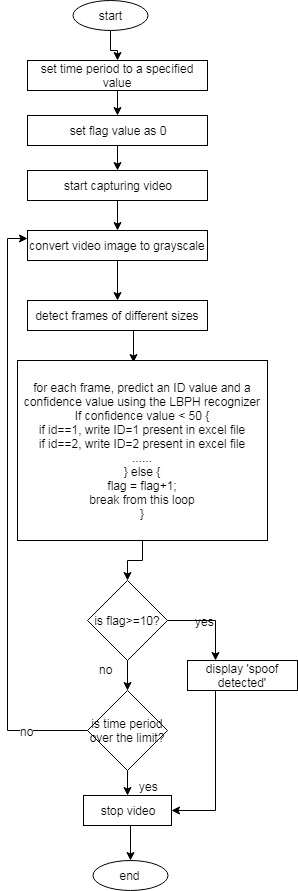 start
set time period to a specified
value
set flag value as 0
start capturing video
convert video image to grayscale
detect frames of different sizes
for each frame, predict an ID value and a
confidence value using the LBPH recognizer
If confidence value < 50 {
if id==1, write ID=1 present in excel file
if id==2, write ID=2 present in excel file
......
} else {
flag = flag+1;
break from this loop
}
is flag>=10?
yes
no
display 'spoof
detected'
is time period
over the limit?
no
yes
stop video
end